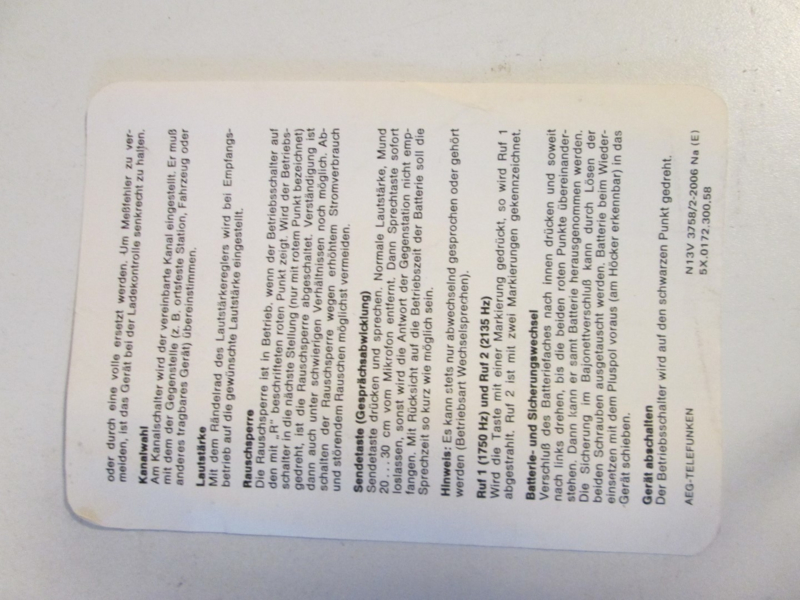 oder durch eine volle ersetzt werden. Um Meßfehler zu ver-
meiden, ist das Gerät bei der Ladekontrolle senkrecht zu halten.
Kanalwahl
Am Kanalschalter wird der vereinbarte Kanal eingestellt. Er muß
mit dem der Gegenstelle (z. B. ortsfeste Station, Fahrzeug oder
anderes tragbares Gerät) übereinstimmen.
Lautstärke
Mit dem Rändelrad des Lautstärkereglers wird bei Empfangs-
betrieb auf die gewünschte Lautstärke eingestellt.
Rauschsperre
Die Rauschsperre ist in Betrieb, wenn der Betriebsschalter auf
den mit „R" beschrifteten roten Punkt zeigt. Wird der Betriebs-
schalter in die nächste Stellung (nur mit rotem Punkt bezeichnet)
gedreht, ist die Rauschsperre abgeschaltet. Verständigung ist
dann auch unter schwierigen Verhältnissen noch möglich. Ab-
schalten der Rauschsperre wegen erhöhtem Stromverbrauch
und störendem Rauschen möglichst vermeiden.
Sendetaste (Gesprächsabwicklung)
Sendetaste drücken und sprechen. Normale Lautstärke, Mund
20...30 cm vom Mikrofon entfernt. Dann Sprechtaste sofort
loslassen, sonst wird die Antwort der Gegenstation nicht emp-
fangen. Mit Rücksicht auf die Betriebszeit der Batterie soll die
Sprechzeit so kurz wie möglich sein.
Hinweis: Es kann stets nur abwechselnd gesprochen oder gehört
werden (Betriebsart Wechselsprechen).
Ruf 1 (1750 Hz) und Ruf 2 (2135 Hz)
Wird die Taste mit einer Markierung gedrückt, so wird Ruf 1
abgestrahlt, Ruf 2 ist mit zwei Markierungen gekennzeichnet.
Batterie- und Sicherungswechsel
Verschluß des Batteriefaches nach innen drücken und soweit
nach links drehen, bis die beiden roten Punkte übereinander-
stehen. Dann kann er samt Batterie herausgenommen werden.
Die Sicherung im Bajonettverschluß kann durch Lösen der
beiden Schrauben ausgetauscht werden. Batterie beim Wieder-
einsetzen mit dem Pluspol voraus (am Höcker erkennbar) in das
Gerät schieben.
Gerät abschalten
Der Betriebsschalter wird auf den schwarzen Punkt gedreht.
AEG-TELEFUNKEN
N13V 3768/2-2006 Na (E)
5X.0172.300.58